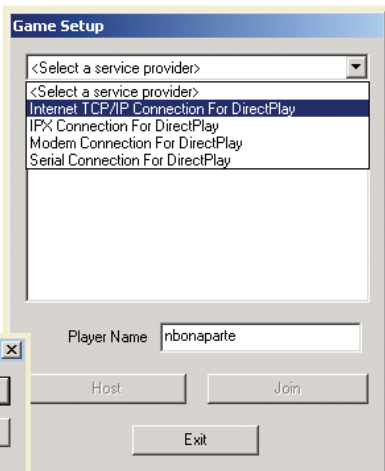 Game Setup
<Select a service provider>
<Select a service provider>
Internet TCP/IP Connection For DirectPlay
IPX Connection For DirectPlay
Modem Connection For DirectPlay
Serial Connection For DirectPlay
Player Name nbonaparte
Host Join
Exit